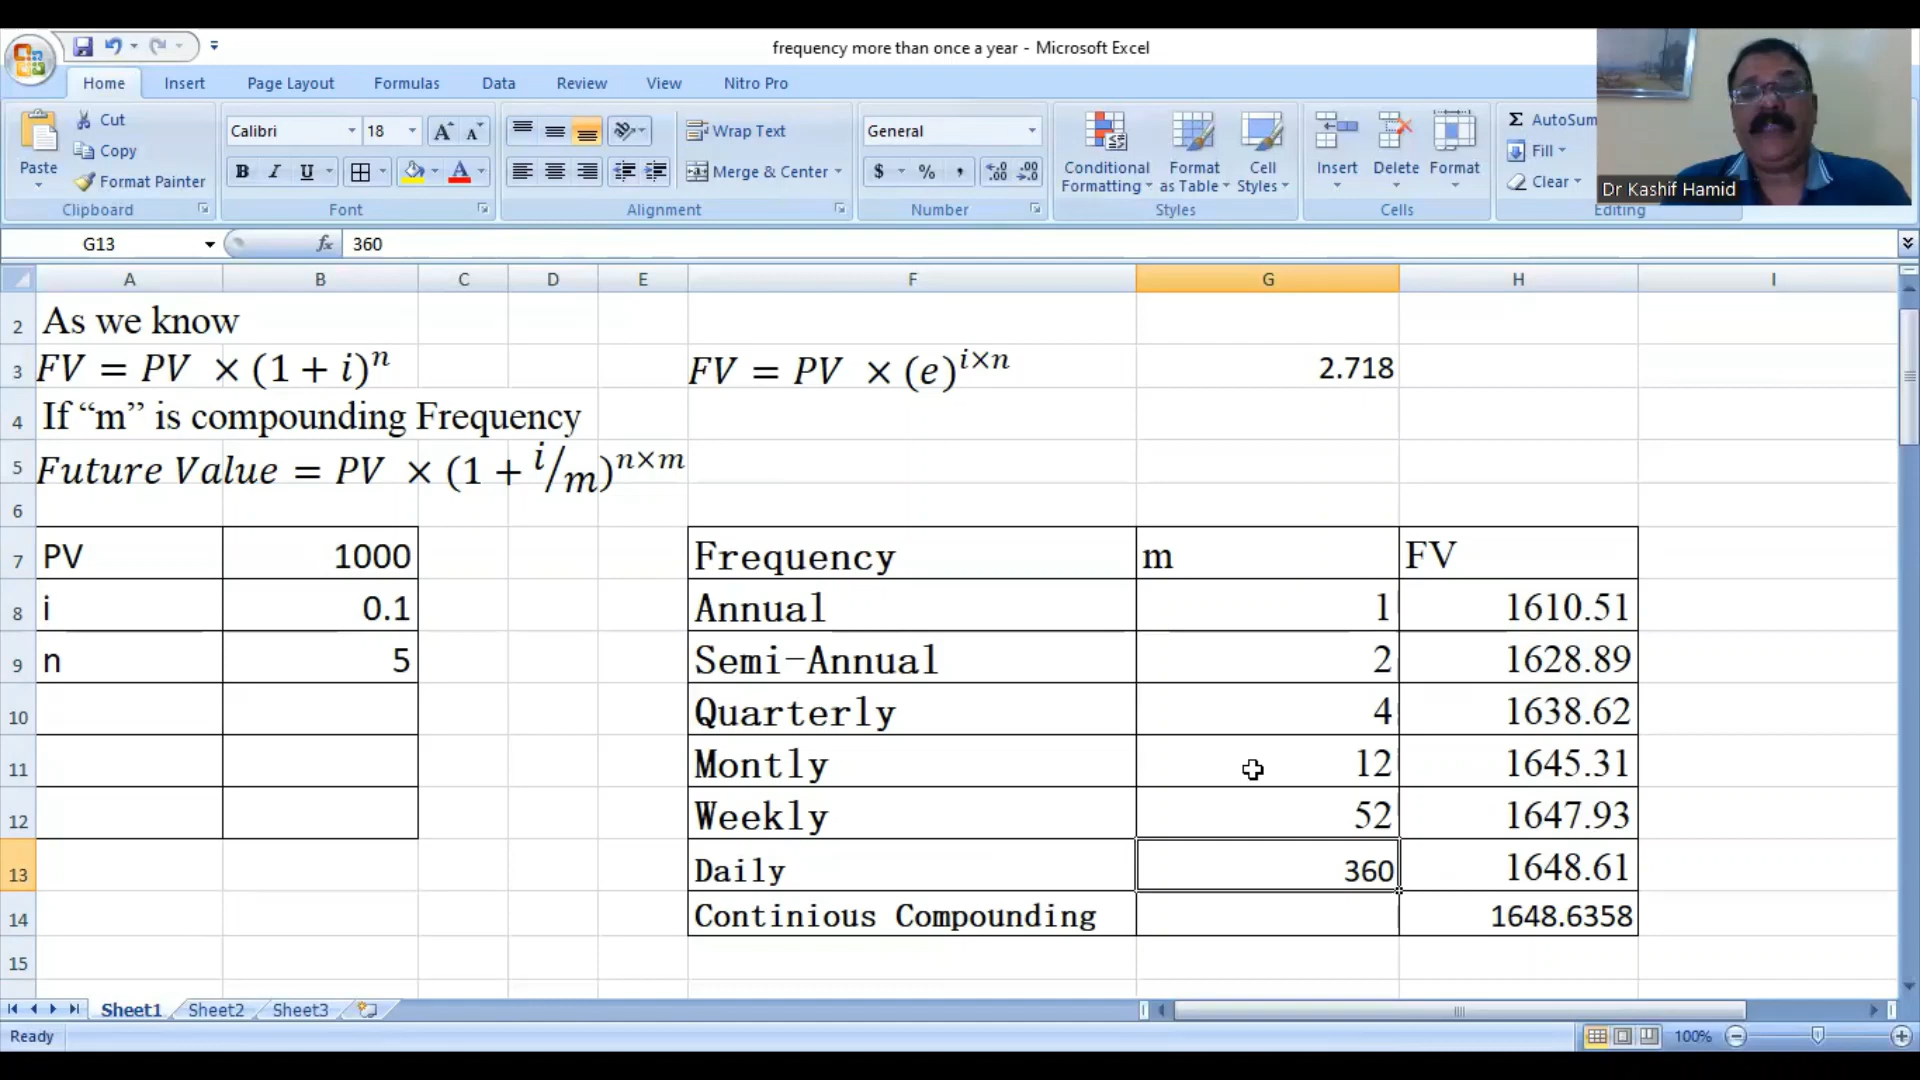 frequency more than once a year - Microsoft Excel
Home Insert Page Layout Formulas Data Review View Nitro Pro
Paste Cut Copy Format Painter
Calibri 18
B I U
Wrap Text
Merge & Center
General
$ % ,
Conditional Formatting Format as Table Cell Styles
Insert Delete Format
Σ AutoSum
Fill
Clear
Clipboard Font Alignment Number Styles Cells Editing
Dr Kashif Hamid
G13 fx 360
A B C D E F G H I
2 As we know
3 FV = PV × (1 + i)^n FV = PV × (e)^i×n 2.718
4 If “m” is compounding Frequency
5 Future Value = PV × (1 + i/m)^n×m
6
7 PV 1000 Frequency m FV
8 i 0.1 Annual 1 1610.51
9 n 5 Semi-Annual 2 1628.89
10 Quarterly 4 1638.62
11 Montly 12 1645.31
12 Weekly 52 1647.93
13 Daily 360 1648.61
14 Continious Compounding 1648.6358
15
Sheet1 Sheet2 Sheet3
Ready 100%